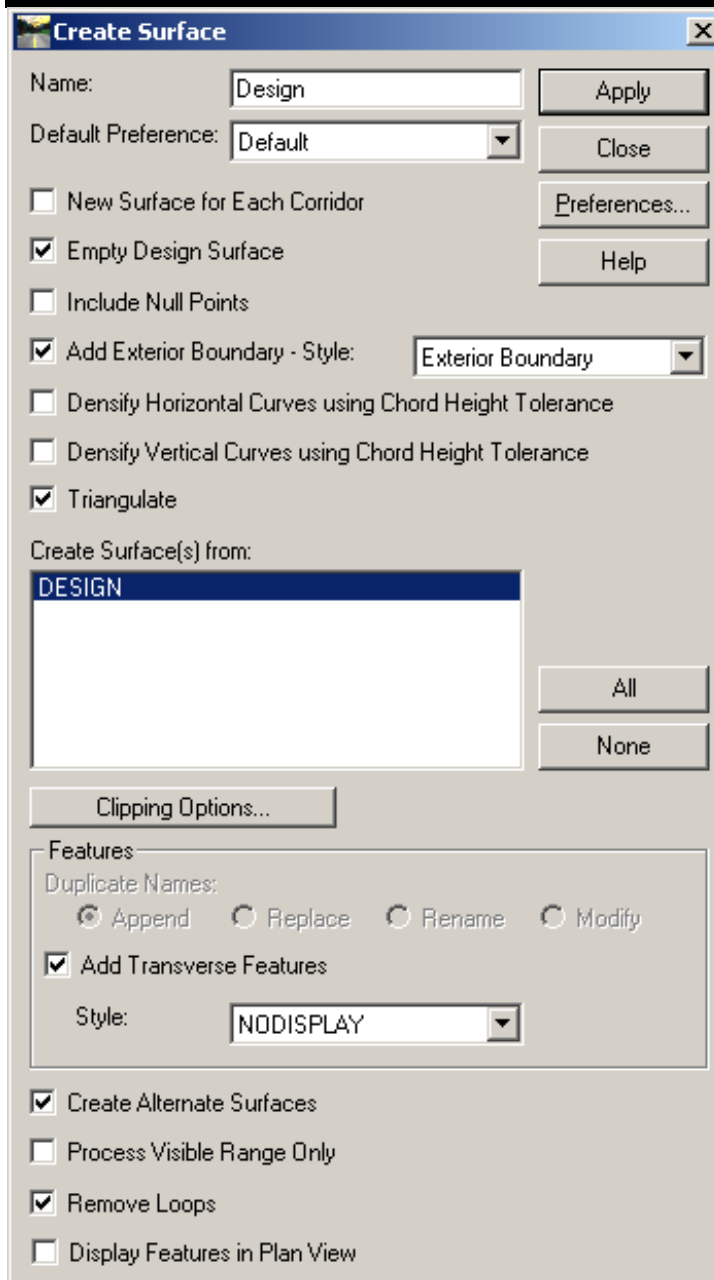 Create Surface
Name:
Design
Apply
Default Preference:
Default
Close
New Surface for Each Corridor
Preferences...
Empty Design Surface
Help
Include Null Points
Add Exterior Boundary - Style:
Exterior Boundary
Densify Horizontal Curves using Chord Height Tolerance
Densify Vertical Curves using Chord Height Tolerance
Triangulate
Create Surface(s) from:
DESIGN
All
None
Clipping Options...
Features
Duplicate Names:
Append Replace Rename Modify
Add Transverse Features
Style:
NODISPLAY
Create Alternate Surfaces
Process Visible Range Only
Remove Loops
Display Features in Plan View